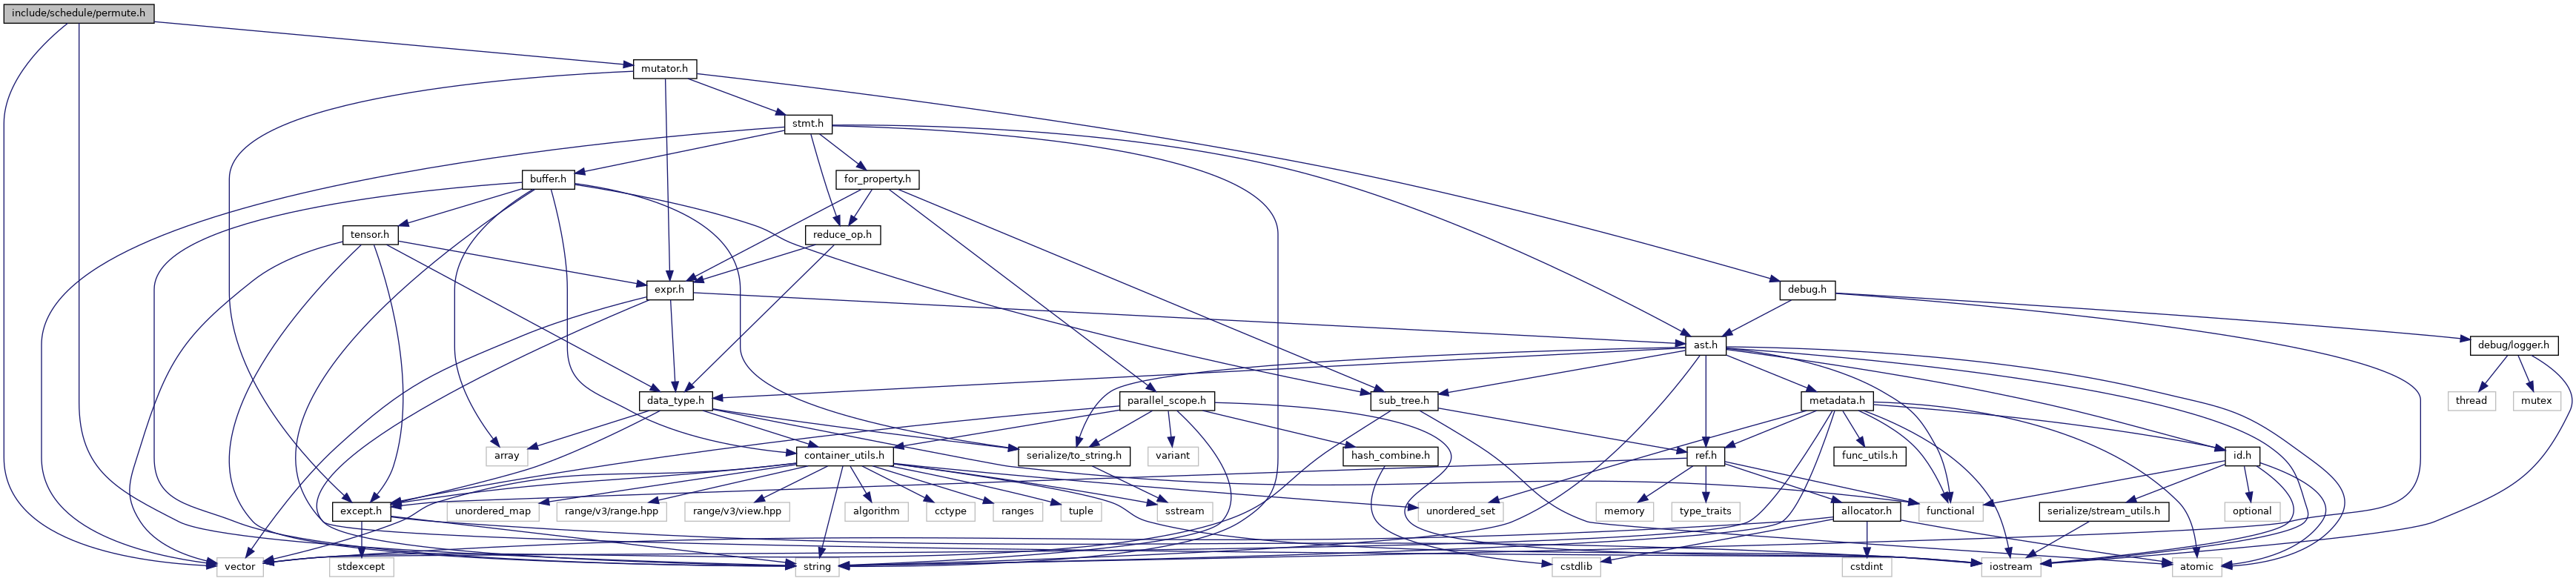 include/schedule/permute.h
mutator.h
stmt.h
buffer.h
for_property.h
tensor.h
reduce_op.h
expr.h
debug.h
ast.h
debug/logger.h
data_type.h
parallel_scope.h
sub_tree.h
metadata.h
thread
mutex
array
container_utils.h
serialize/to_string.h
variant
hash_combine.h
ref.h
func_utils.h
id.h
except.h
unordered_map
range/v3/range.hpp
range/v3/view.hpp
algorithm
cctype
ranges
tuple
sstream
unordered_set
memory
type_traits
allocator.h
functional
serialize/stream_utils.h
optional
vector
stdexcept
string
cstdlib
cstdint
iostream
atomic